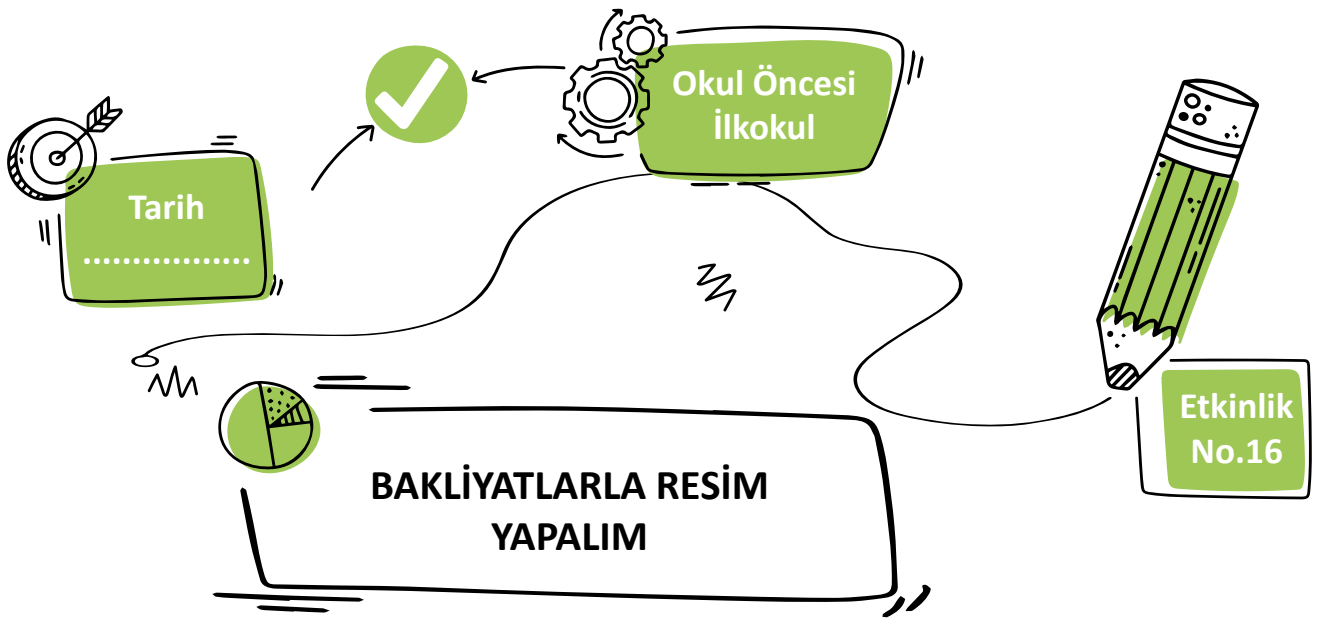 Okul Öncesi
İlkokul
Tarih
.................
Etkinlik
No.16
BAKLİYATLARLA RESİM
YAPALIM